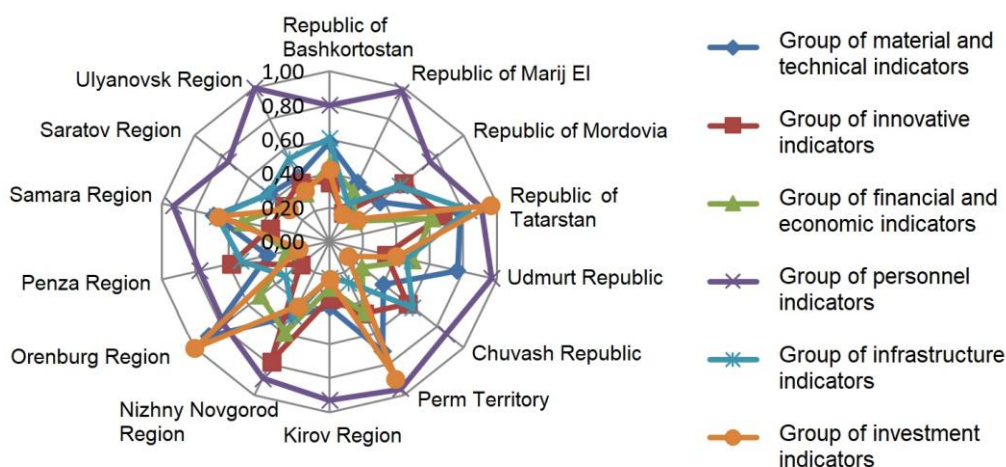 Republic of
Bashkortostan
Republic of Marij El
Republic of Mordovia
Republic of
Tatarstan
Udmurt Republic
Chuvash Republic
Perm Territory
Kirov Region
Nizhny Novgorod
Region
Orenburg Region
Penza Region
Samara Region
Saratov Region
Ulyanovsk Region
1,00
0,80
0,60
0,40
0,20
0,00
Group of material and
technical indicators
Group of innovative
indicators
Group of financial and
economic indicators
Group of personnel
indicators
Group of infrastructure
indicators
Group of investment
indicators